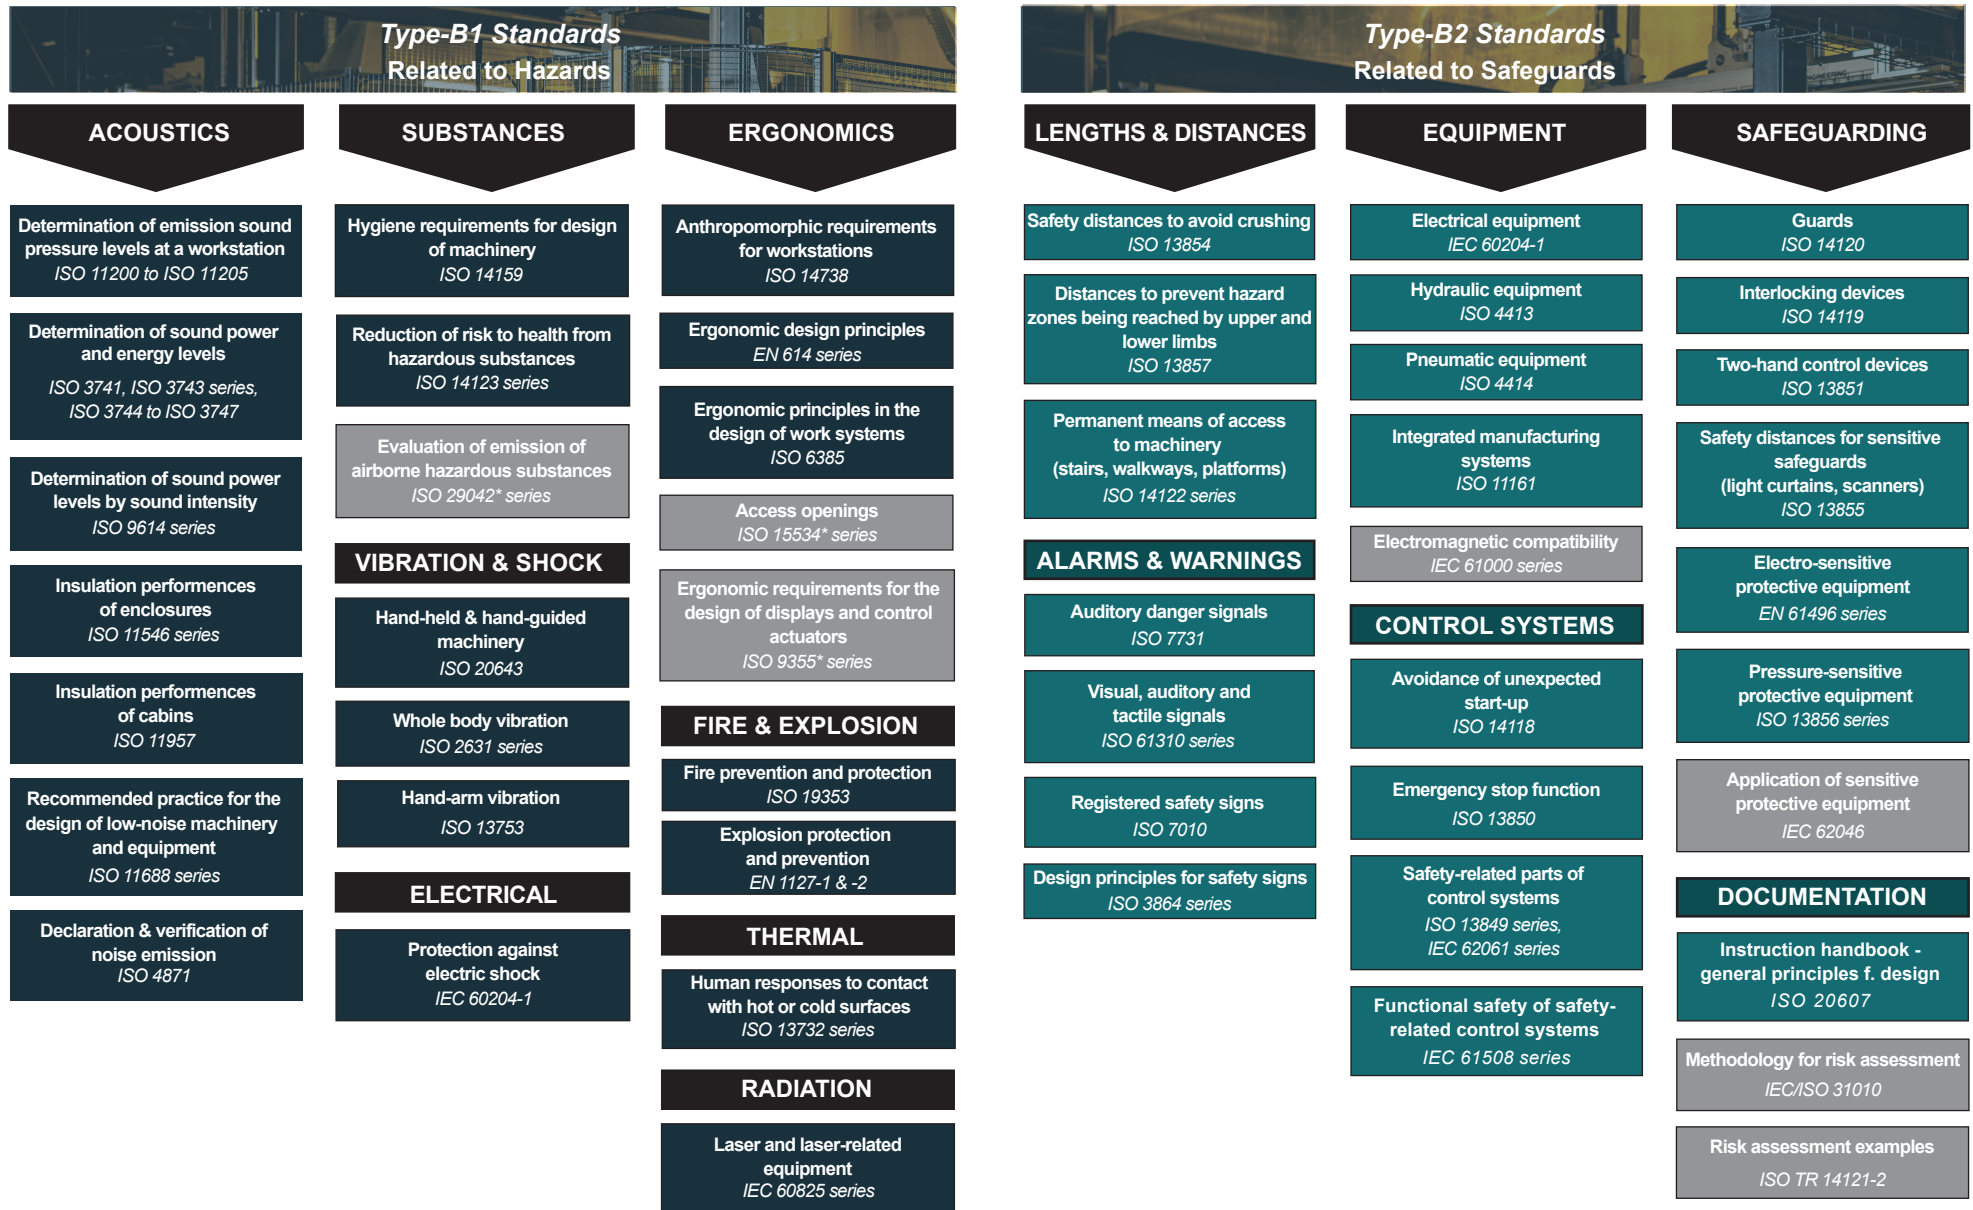 Type-B1 Standards
Related to Hazards
ACOUSTICS
Determination of emission sound
pressure levels at a workstation
ISO 11200 to ISO 11205
Determination of sound power
and energy levels
ISO 3741, ISO 3743 series,
ISO 3744 to ISO 3747
Determination of sound power
levels by sound intensity
ISO 9614 series
Insulation performences
of enclosures
ISO 11546 series
Insulation performences
of cabins
ISO 11957
Recommended practice for the
design of low-noise machinery
and equipment
ISO 11688 series
Declaration & verification of
noise emission
ISO 4871
SUBSTANCES
Hygiene requirements for design
of machinery
ISO 14159
Reduction of risk to health from
hazardous substances
ISO 14123 series
Evaluation of emission of
airborne hazardous substances
ISO 29042* series
VIBRATION & SHOCK
Hand-held & hand-guided
machinery
ISO 20643
Whole body vibration
ISO 2631 series
Hand-arm vibration
ISO 13753
ELECTRICAL
Protection against
electric shock
IEC 60204-1
ERGONOMICS
Anthropomorphic requirements
for workstations
ISO 14738
Ergonomic design principles
EN 614 series
Ergonomic principles in the
design of work systems
ISO 6385
Access openings
ISO 15534* series
Ergonomic requirements for the
design of displays and control
actuators
ISO 9355* series
FIRE & EXPLOSION
Fire prevention and protection
ISO 19353
Explosion protection
and prevention
EN 1127-1 & -2
THERMAL
Human responses to contact
with hot or cold surfaces
ISO 13732 series
RADIATION
Laser and laser-related
equipment
IEC 60825 series
Type-B2 Standards
Related to Safeguards
LENGTHS & DISTANCES
Safety distances to avoid crushing
ISO 13854
Distances to prevent hazard
zones being reached by upper and
lower limbs
ISO 13857
Permanent means of access
to machinery
(stairs, walkways, platforms)
ISO 14122 series
ALARMS & WARNINGS
Auditory danger signals
ISO 7731
Visual, auditory and
tactile signals
ISO 61310 series
Registered safety signs
ISO 7010
Design principles for safety signs
ISO 3864 series
EQUIPMENT
Electrical equipment
IEC 60204-1
Hydraulic equipment
ISO 4413
Pneumatic equipment
ISO 4414
Integrated manufacturing
systems
ISO 11161
Electromagnetic compatibility
IEC 61000 series
CONTROL SYSTEMS
Avoidance of unexpected
start-up
ISO 14118
Emergency stop function
ISO 13850
Safety-related parts of
control systems
ISO 13849 series,
IEC 62061 series
Functional safety of safety-
related control systems
IEC 61508 series
SAFEGUARDING
Guards
ISO 14120
Interlocking devices
ISO 14119
Two-hand control devices
ISO 13851
Safety distances for sensitive
safeguards
(light curtains, scanners)
ISO 13855
Electro-sensitive
protective equipment
EN 61496 series
Pressure-sensitive
protective equipment
ISO 13856 series
Application of sensitive
protective equipment
IEC 62046
DOCUMENTATION
Instruction handbook -
general principles f. design
ISO 20607
Methodology for risk assessment
IEC/ISO 31010
Risk assessment examples
ISO TR 14121-2